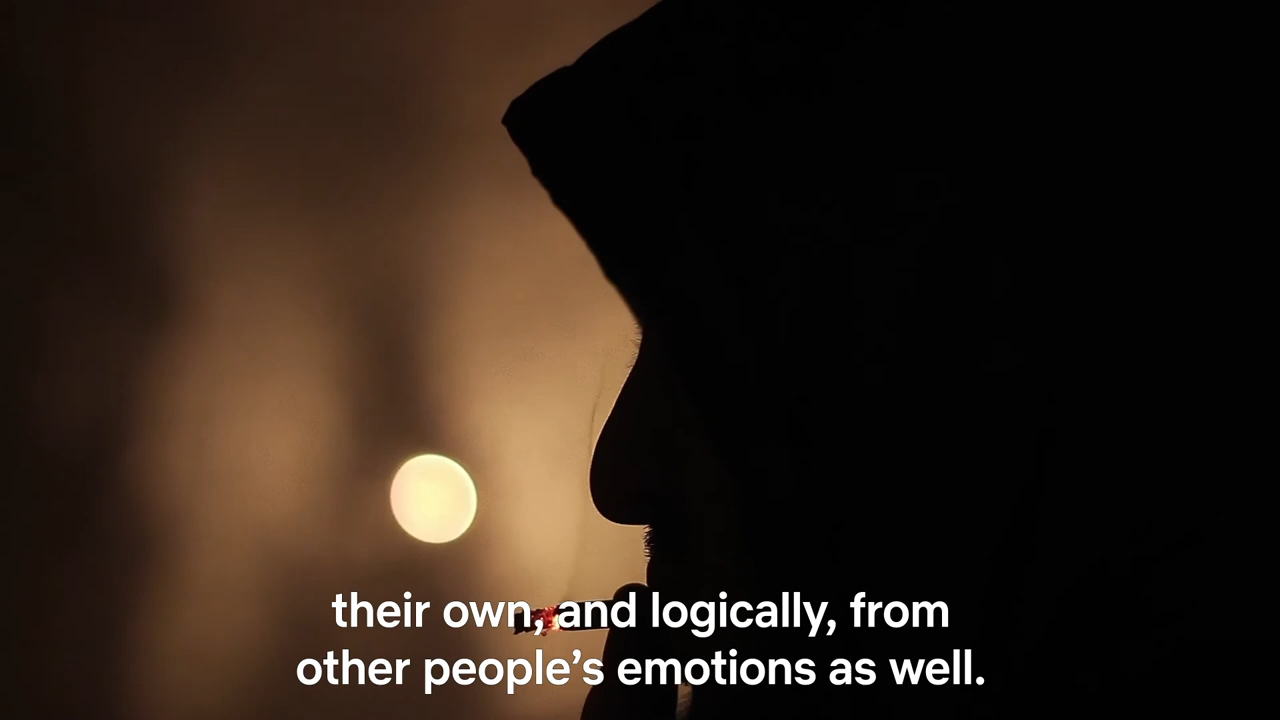 their own, and logically, from
other people’s emotions as well.